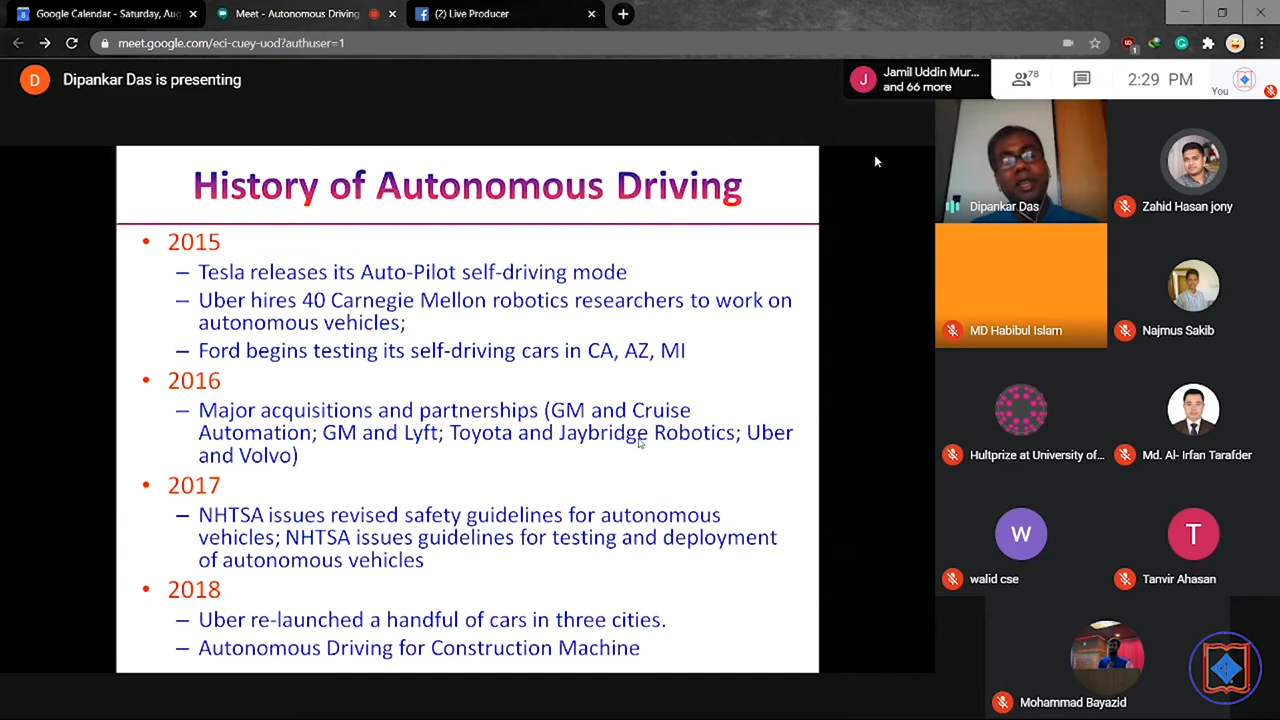 Google Calendar - Saturday, Aug
Meet - Autonomous Driving
(2) Live Producer
meet.google.com/eci-cuey-uod?authuser=1
1
D
Dipankar Das is presenting
J
Jamil Uddin Mur...
and 66 more
78
2:29 PM
You
History of Autonomous Driving
• 2015
– Tesla releases its Auto-Pilot self-driving mode
– Uber hires 40 Carnegie Mellon robotics researchers to work on
autonomous vehicles;
– Ford begins testing its self-driving cars in CA, AZ, MI
• 2016
– Major acquisitions and partnerships (GM and Cruise
Automation; GM and Lyft; Toyota and Jaybridge Robotics; Uber
and Volvo)
• 2017
– NHTSA issues revised safety guidelines for autonomous
vehicles; NHTSA issues guidelines for testing and deployment
of autonomous vehicles
• 2018
– Uber re-launched a handful of cars in three cities.
– Autonomous Driving for Construction Machine
Dipankar Das
Zahid Hasan jony
MD Habibul Islam
Najmus Sakib
Hultprize at University of...
Md. Al- Irfan Tarafder
w
walid cse
T
Tanvir Ahasan
Mohammad Bayazid